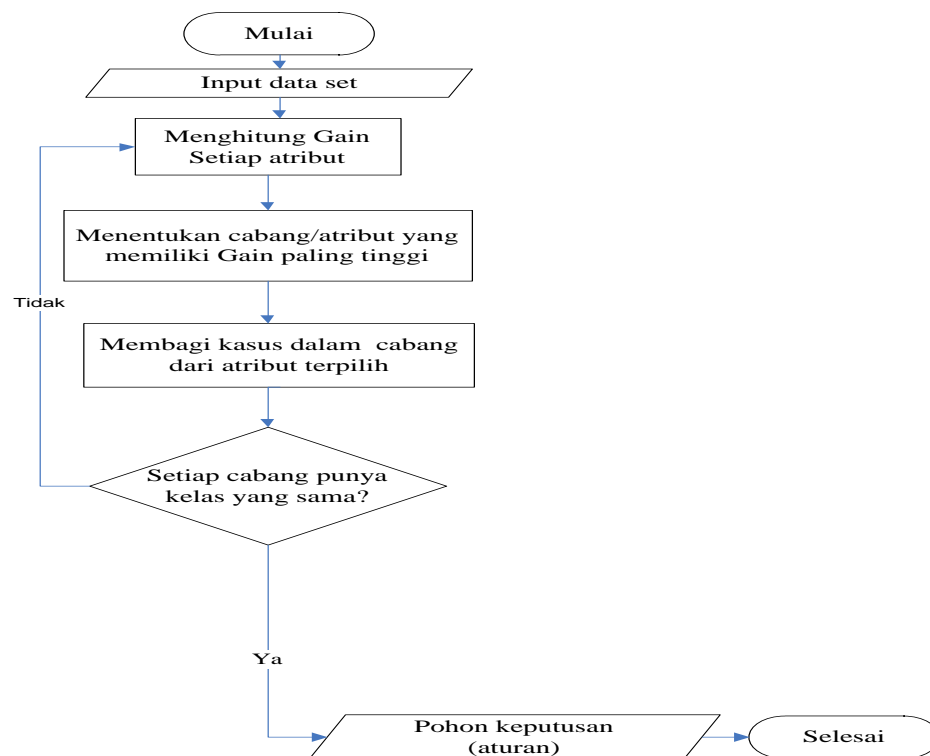 Mulai
Input data set
Menghitung Gain
Setiap atribut
Menentukan cabang/atribut yang
memiliki Gain paling tinggi
Tidak
Membagi kasus dalam cabang
dari atribut terpilih
Setiap cabang punya
kelas yang sama?
Ya
Pohon keputusan
(aturan)
Selesai